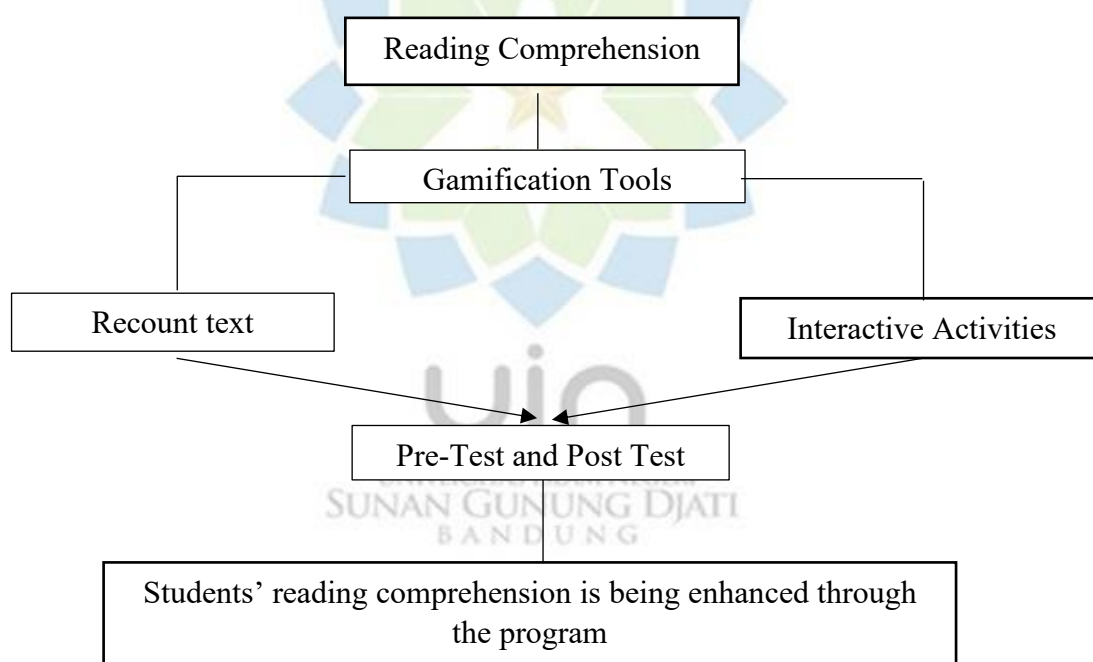 Reading Comprehension
Gamification Tools
Recount text
Interactive Activities
uin
Pre-Test and Post Test
SUNAN GUNUNG DJATI
BANDUNG
Students’ reading comprehension is being enhanced through
the program